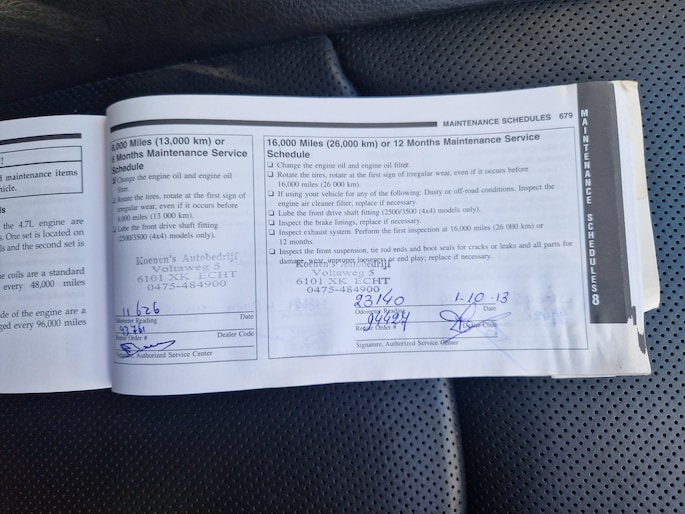 MAINTENANCE SCHEDULES 679
maintenance items
the 4.7L engine are
One set is located on
and the second set is
coils are a standard
every 48,000 miles
of the engine are a
every 96,000 miles
8,000 Miles (13,000 km) or
6 Months Maintenance Service
Schedule
Change the engine oil and engine oil
filter.
Rotate the tires, rotate at the first sign of
irregular wear, even if it occurs before
8,000 miles (13 000 km).
Lube the front drive shaft fitting
(2500/3500 (4x4) models only).
Koenen's Autobedrijf
Voltaweg 5
6101 XK ECHT
0475-484900
11626
Odometer Reading Date
Repair Order # Dealer Code
Signature, Authorized Service Center
16,000 Miles (26,000 km) or 12 Months Maintenance Service
Schedule
❏ Change the engine oil and engine oil filter.
❏ Rotate the tires, rotate at the first sign of irregular wear, even if it occurs before
16,000 miles (26 000 km).
❏ If using your vehicle for any of the following: Dusty or off-road conditions. Inspect the
engine air cleaner filter, replace if necessary.
❏ Lube the front drive shaft fitting (2500/3500 (4x4) models only).
❏ Inspect the brake linings, replace if necessary.
❏ Inspect exhaust system. Perform the first inspection at 16,000 miles (26 000 km) or
12 months.
❏ Inspect the front suspension, tie rod ends and boot seals for cracks or leaks and all parts for
damage, wear, improper looseness or end play; replace if necessary.
Koenen's Autobedrijf
Voltaweg 5
6101 XK ECHT
0475-484900
23140 1-10-13
Odometer Reading Date
94494
Repair Order # Dealer Code
Signature, Authorized Service Center
MAINTENANCE SCHEDULES
8